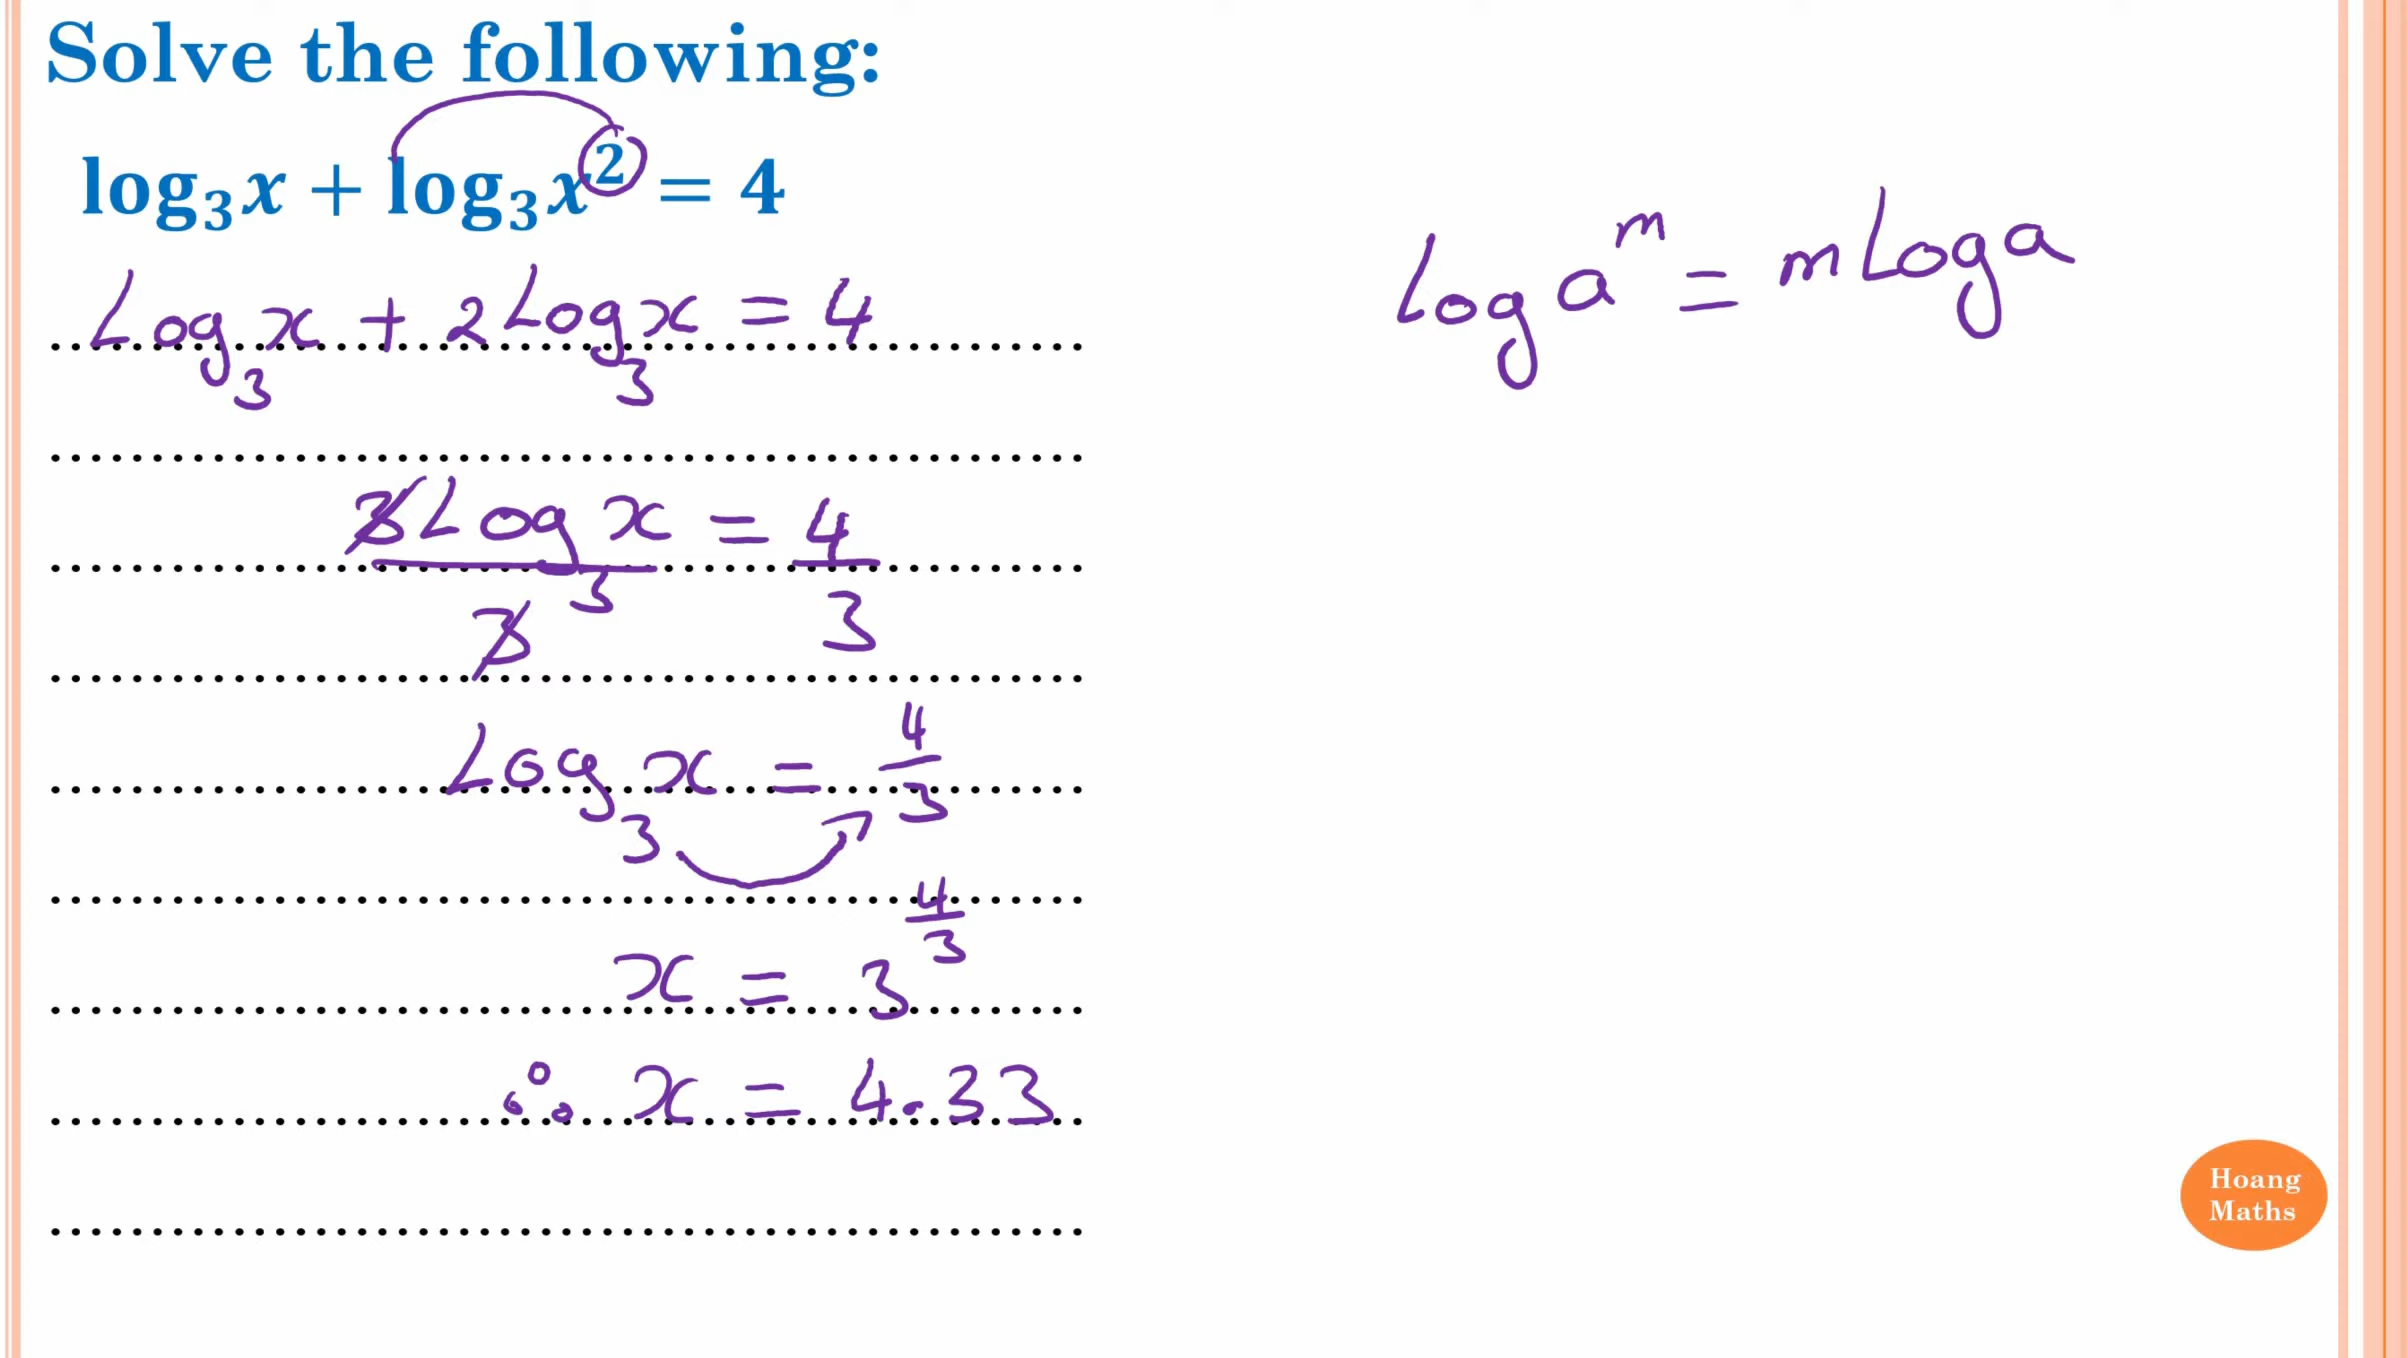 Solve the following:
log₃x + log₃x² = 4
Log₃x + 2Log₃x = 4
3Log₃x/3 = 4/3
Log₃x = 4/3
x = 3^(4/3)
∴ x = 4.33
Log a^m = m Log a
Hoang
Maths